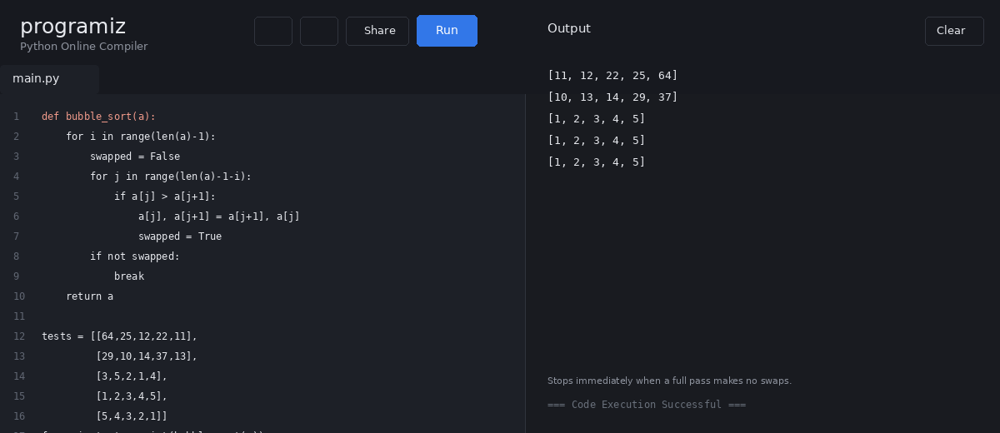 programiz
Python Online Compiler
Share
Run
main.py
1 def bubble_sort(a):
2     for i in range(len(a)-1):
3         swapped = False
4         for j in range(len(a)-1-i):
5             if a[j] > a[j+1]:
6                 a[j], a[j+1] = a[j+1], a[j]
7                 swapped = True
8         if not swapped:
9             break
10     return a
11
12 tests = [[64,25,12,22,11],
13          [29,10,14,37,13],
14          [3,5,2,1,4],
15          [1,2,3,4,5],
16          [5,4,3,2,1]]
Output
Clear
[11, 12, 22, 25, 64]
[10, 13, 14, 29, 37]
[1, 2, 3, 4, 5]
[1, 2, 3, 4, 5]
[1, 2, 3, 4, 5]
Stops immediately when a full pass makes no swaps.
=== Code Execution Successful ===